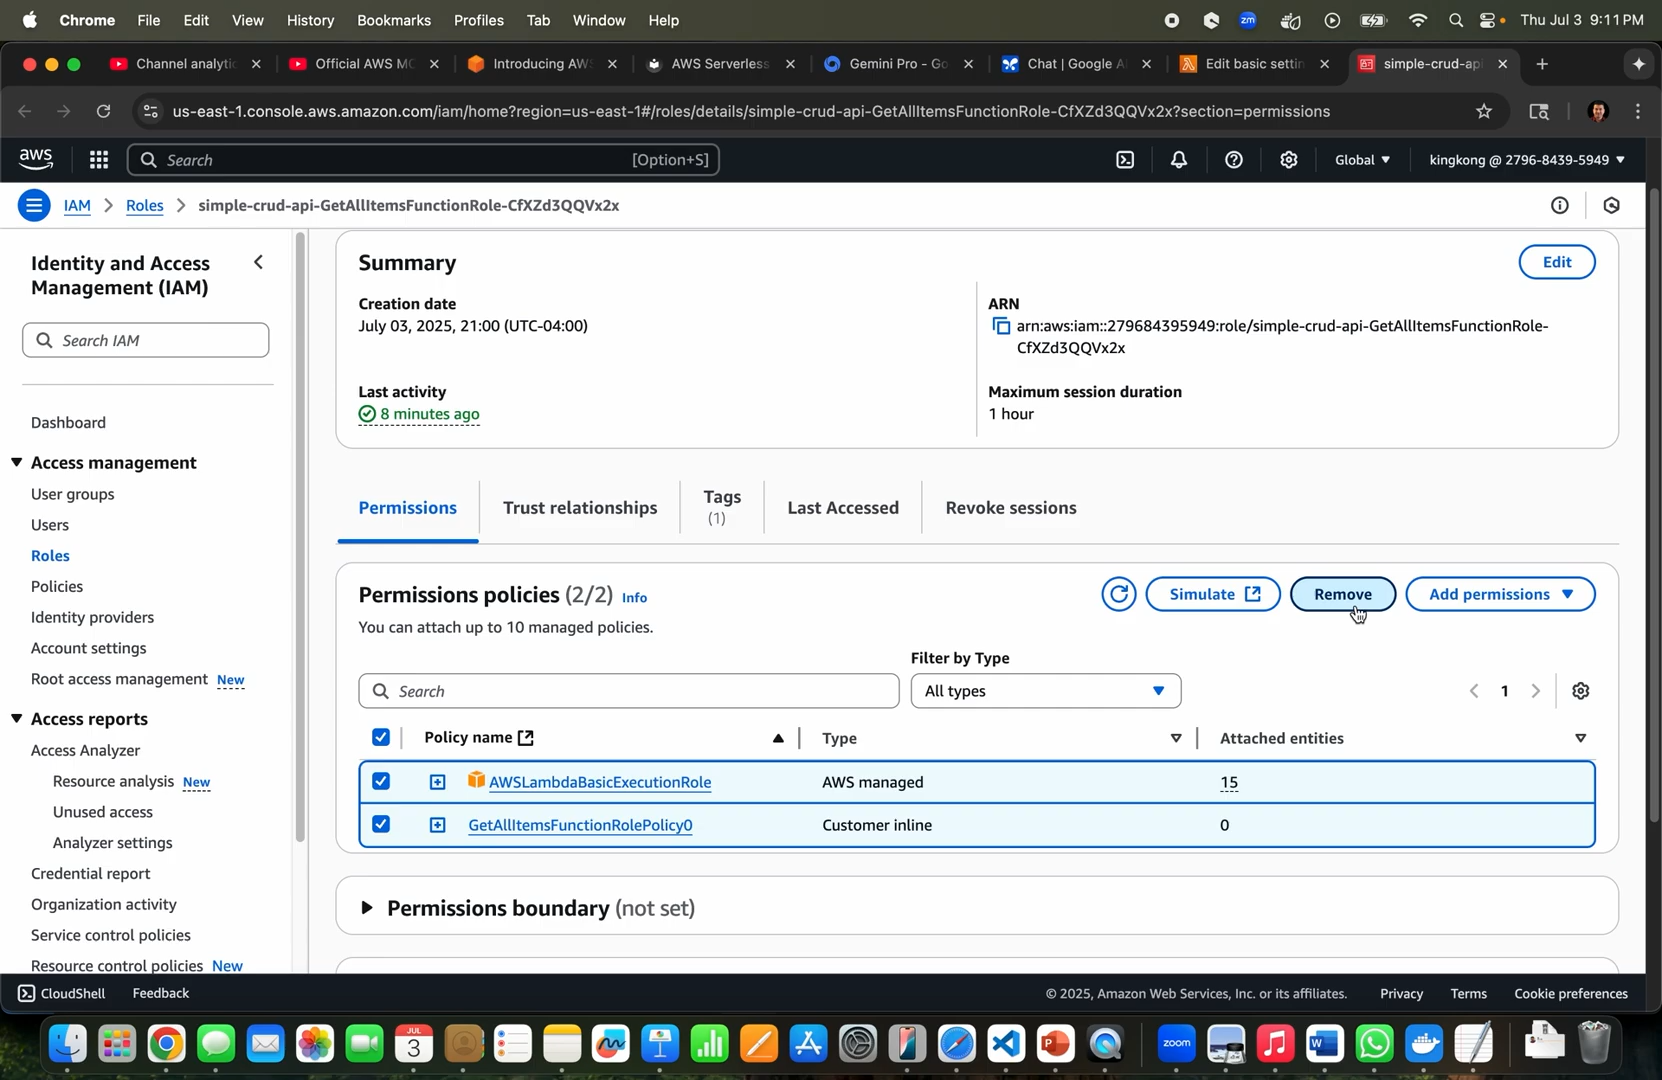 Chrome File Edit View History Bookmarks Profiles Tab Window Help zm Thu Jul 3 9:11 PM
Channel analytic Official AWS MC Introducing AW AWS Serverless Gemini Pro - Go Chat | Google A Edit basic settin simple-crud-api
us-east-1.console.aws.amazon.com/iam/home?region=us-east-1#/roles/details/simple-crud-api-GetAllItemsFunctionRole-CfXZd3QQVx2x?section=permissions
aws Search [Option+S] Global kingkong @ 2796-8439-5949
IAM Roles simple-crud-api-GetAllItemsFunctionRole-CfXZd3QQVx2x
Identity and Access
Management (IAM)
Search IAM
Dashboard
Access management
User groups
Users
Roles
Policies
Identity providers
Account settings
Root access management New
Access reports
Access Analyzer
Resource analysis New
Unused access
Analyzer settings
Credential report
Organization activity
Service control policies
Resource control policies New
Summary Edit
Creation date
July 03, 2025, 21:00 (UTC-04:00)
ARN
arn:aws:iam::279684395949:role/simple-crud-api-GetAllItemsFunctionRole-
CfXZd3QQVx2x
Last activity
8 minutes ago
Maximum session duration
1 hour
Permissions Trust relationships Tags (1) Last Accessed Revoke sessions
Permissions policies (2/2) Info Simulate Remove Add permissions
You can attach up to 10 managed policies.
Filter by Type
Search All types 1
Policy name Type Attached entities
AWSLambdaBasicExecutionRole AWS managed 15
GetAllItemsFunctionRolePolicy0 Customer inline 0
Permissions boundary (not set)
CloudShell Feedback © 2025, Amazon Web Services, Inc. or its affiliates. Privacy Terms Cookie preferences
JUL
3
zoom